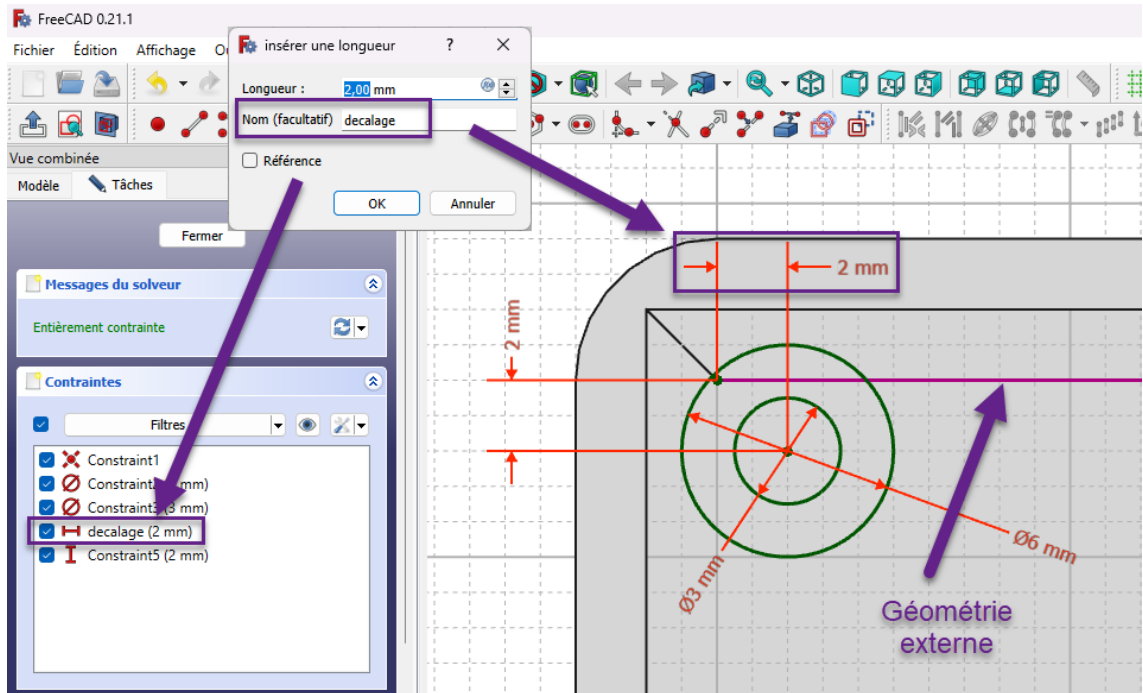 FreeCAD 0.21.1
Fichier Édition Affichage
insérer une longueur ?
Longueur : 2,00 mm
Nom (facultatif) decalage
Référence
OK Annuler
Vue combinée
Modèle Tâches
Fermer
Messages du solveur
Entièrement contrainte
Contraintes
Filtres
Constraint1
mm)
mm)
decalage (2 mm)
Constraint5 (2 mm)
2 mm
2 mm
Ø3 mm
Ø6 mm
Géométrie
externe